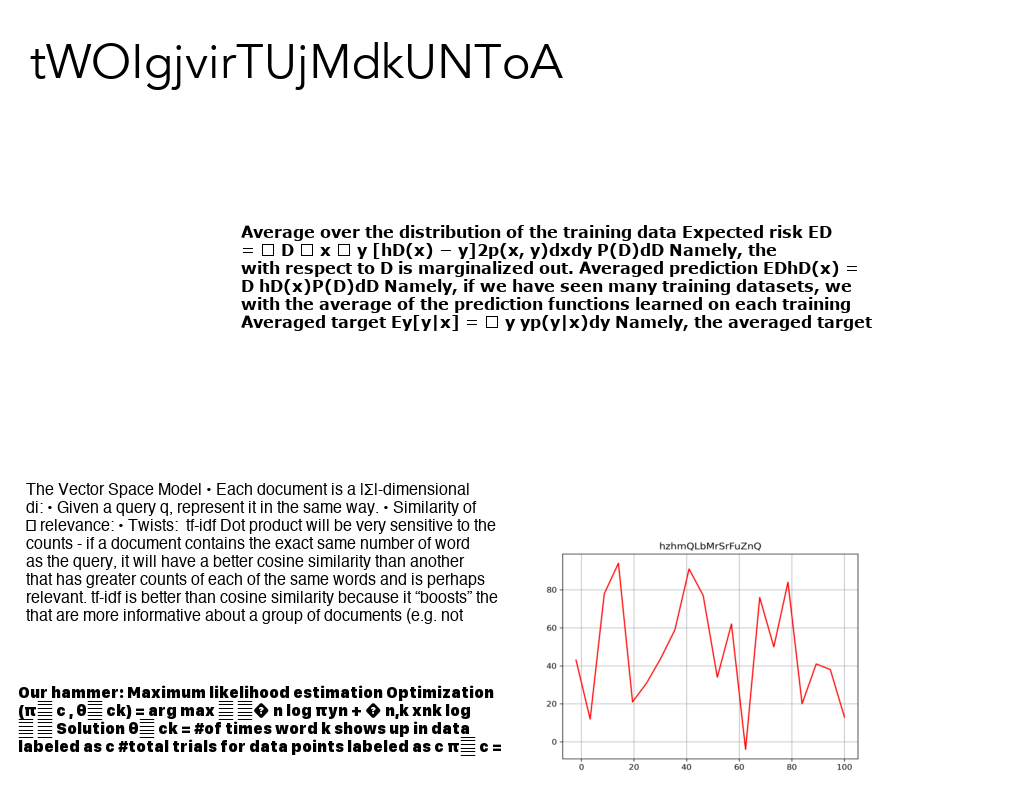 tWOIgjvirTUjMdkUNToA
Average over the distribution of the training data Expected risk ED
= □ D □ x □ y [hD(x) − y]2p(x, y)dxdy P(D)dD Namely, the
with respect to D is marginalized out. Averaged prediction EDhD(x) =
D hD(x)P(D)dD Namely, if we have seen many training datasets, we
with the average of the prediction functions learned on each training
Averaged target Ey[y|x] = □ y yp(y|x)dy Namely, the averaged target
The Vector Space Model • Each document is a |Σ|-dimensional
di: • Given a query q, represent it in the same way. • Similarity of
□ relevance: • Twists: tf-idf Dot product will be very sensitive to the
counts - if a document contains the exact same number of word
as the query, it will have a better cosine similarity than another
that has greater counts of each of the same words and is perhaps
relevant. tf-idf is better than cosine similarity because it “boosts” the
that are more informative about a group of documents (e.g. not
Our hammer: Maximum likelihood estimation Optimization
(π▒ c , θ▒ ck) = arg max ▒ ▒� n log πyn + � n,k xnk log
▒ ▒ Solution θ▒ ck = #of times word k shows up in data
labeled as c #total trials for data points labeled as c π▒ c =
hzhmQLbMrSrFuZnQ
80
60
40
20
0
0 20 40 60 80 100